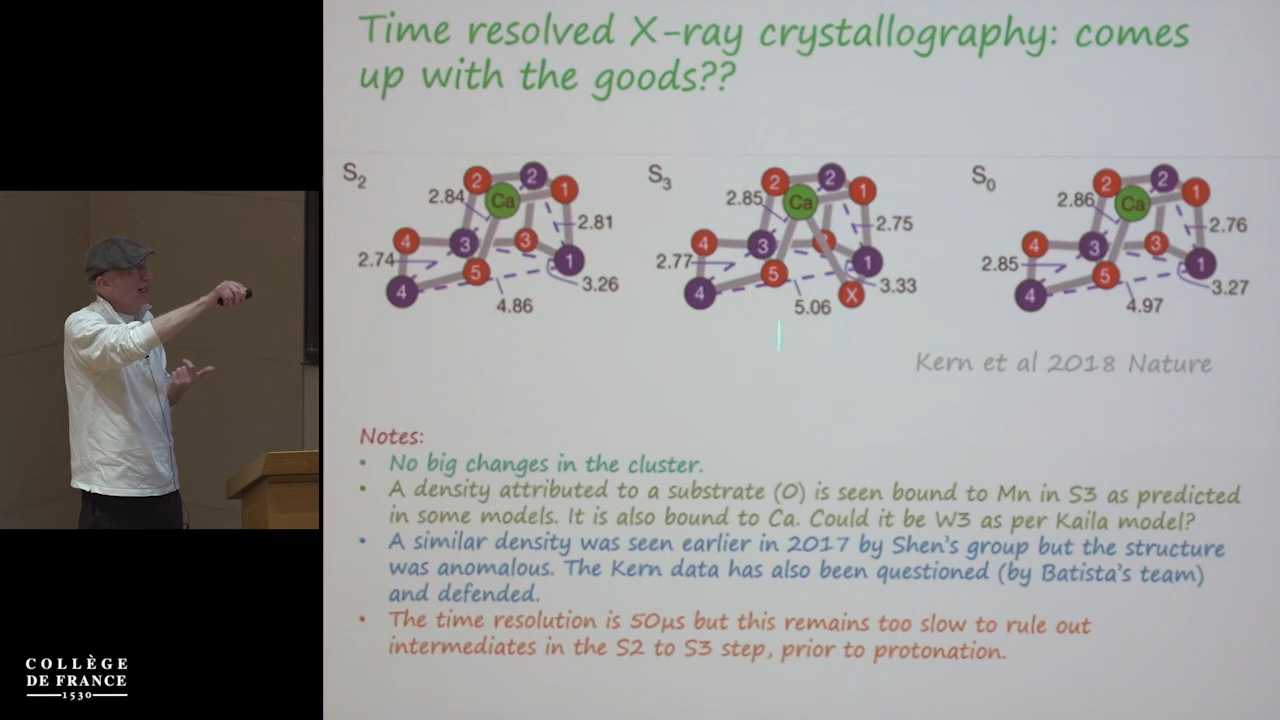 Time resolved X-ray crystallography: comes
up with the goods??
S2
2
2
1
Ca
2.84
2.81
4
3
3
1
2.74
5
3.26
4
4.86
S3
2
2
1
Ca
2.85
2.75
4
3
3
1
2.77
5
3.33
4
X
5.06
S0
2
2
1
Ca
2.86
2.76
4
3
3
1
2.85
5
3.27
4
4.97
Kern et al 2018 Nature
Notes:
• No big changes in the cluster.
• A density attributed to a substrate (O) is seen bound to Mn in S3 as predicted
in some models. It is also bound to Ca. Could it be W3 as per Kaila model?
• A similar density was seen earlier in 2017 by Shen's group but the structure
was anomalous. The Kern data has also been questioned (by Batista's team)
and defended.
• The time resolution is 50µs but this remains too slow to rule out
intermediates in the S2 to S3 step, prior to protonation.
COLLÈGE
DE FRANCE
1530